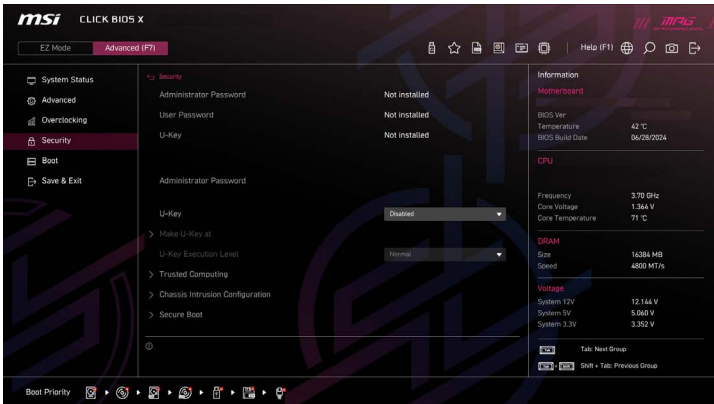 msi CLICK BIOS X
MAG
EZ Mode
Advanced (F7)
Help (F1)
System Status
Advanced
Overclocking
Security
Boot
Save & Exit
Security
Administrator Password Not installed
User Password Not installed
U-Key Not installed
Administrator Password
U-Key Disabled
Make U-Key at
U-Key Execution Level Normal
Trusted Computing
Chassis Intrusion Configuration
Secure Boot
Information
Motherboard
BIOS Ver
Temperature 42 °C
BIOS Build Date 06/28/2024
CPU
Frequency 3.70 GHz
Core Voltage 1.364 V
Core Temperature 71 °C
DRAM
Size 16384 MB
Speed 4800 MT/s
Voltage
System 12V 12.144 V
System 5V 5.060 V
System 3.3V 3.352 V
Tab Tab: Next Group
Tab + Shift Shift + Tab: Previous Group
Boot Priority